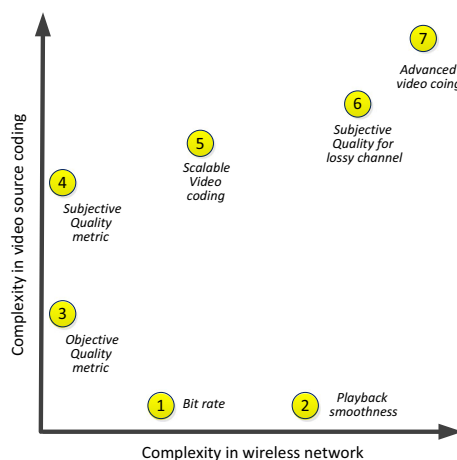 7
Advanced
video coing
6
Subjective
Quality for
lossy channel
5
Scalable
Video
coding
4
Subjective
Quality
metric
3
Objective
Quality
metric
1
Bit rate
2
Playback
smoothness
Complexity in video source coding
Complexity in wireless network